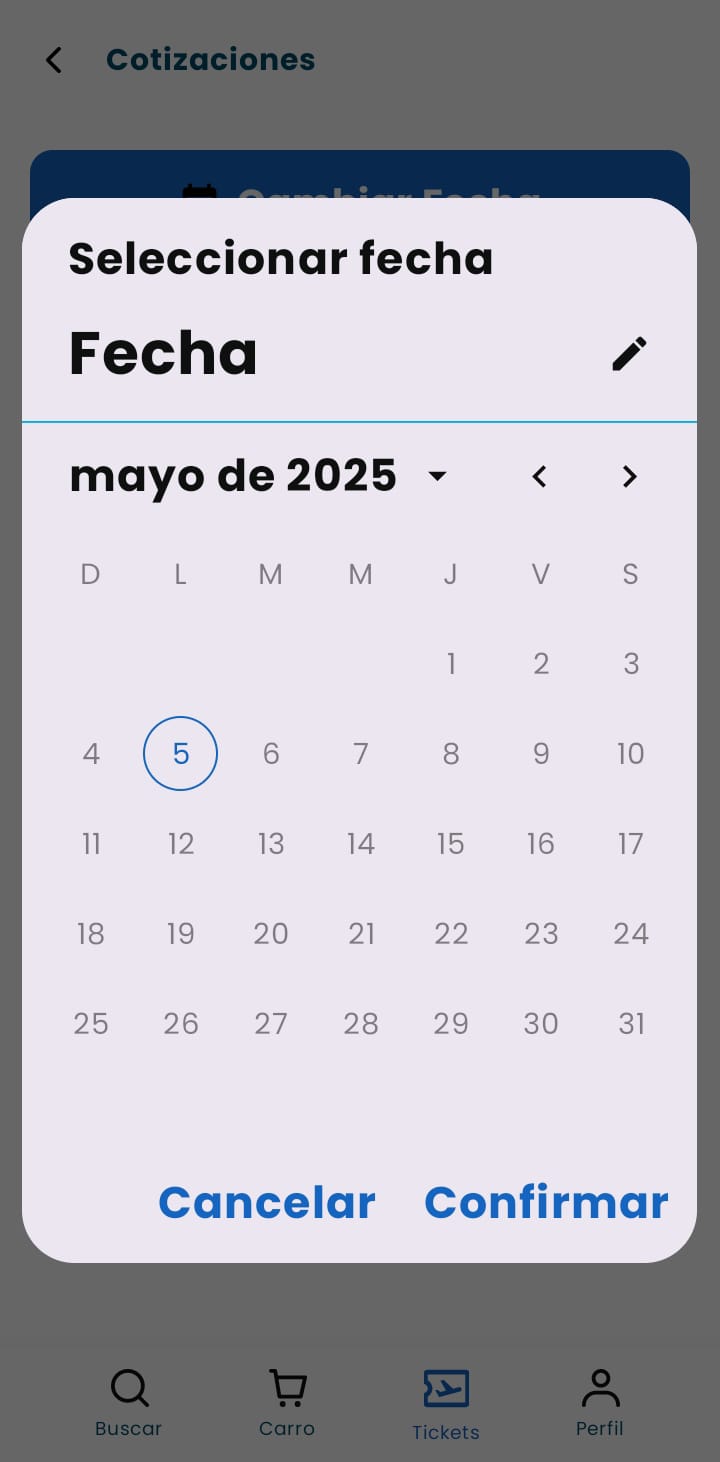 Cotizaciones
Cambiar Fecha
Seleccionar fecha
Fecha
mayo de 2025
D L M M J V S
1 2 3
4 5 6 7 8 9 10
11 12 13 14 15 16 17
18 19 20 21 22 23 24
25 26 27 28 29 30 31
Cancelar Confirmar
Buscar Carro Tickets Perfil